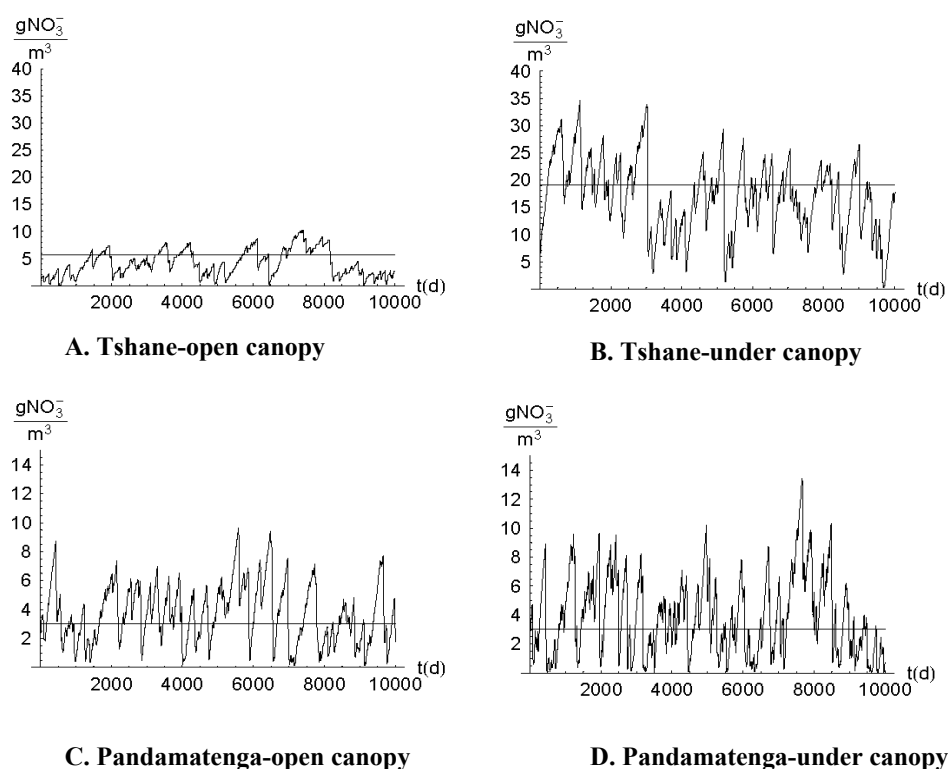 gNO₃⁻
m³
40
35
30
25
20
15
10
5
2000 4000 6000 8000 10000 t(d)
A. Tshane-open canopy
gNO₃⁻
m³
40
35
30
25
20
15
10
5
2000 4000 6000 8000 10000 t(d)
B. Tshane-under canopy
gNO₃⁻
m³
14
12
10
8
6
4
2
2000 4000 6000 8000 10000 t(d)
C. Pandamatenga-open canopy
gNO₃⁻
m³
14
12
10
8
6
4
2
2000 4000 6000 8000 10000 t(d)
D. Pandamatenga-under canopy